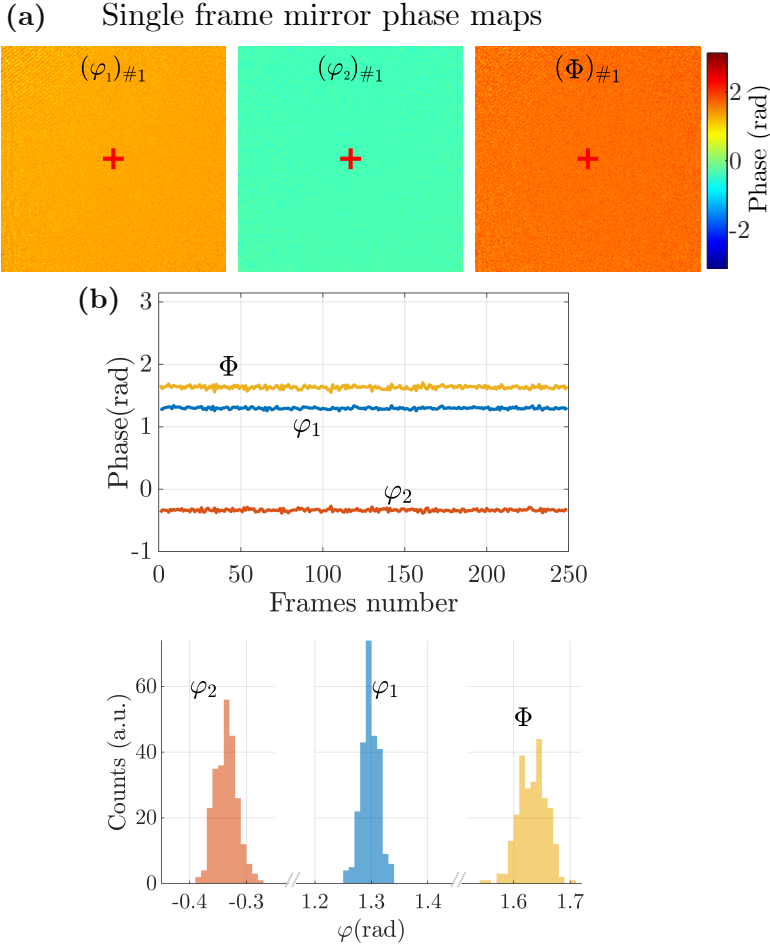 (a) Single frame mirror phase maps
(φ₁)#1 (φ₂)#1 (Φ)#1
2
0
-2
Phase (rad)
(b)
3
2
1
0
-1
Phase(rad)
Φ
φ₁
φ₂
0 50 100 150 200 250
Frames number
60
40
20
0
Counts (a.u.)
φ₂ φ₁ Φ
-0.4 -0.3 1.2 1.3 1.4 1.6 1.7
φ(rad)